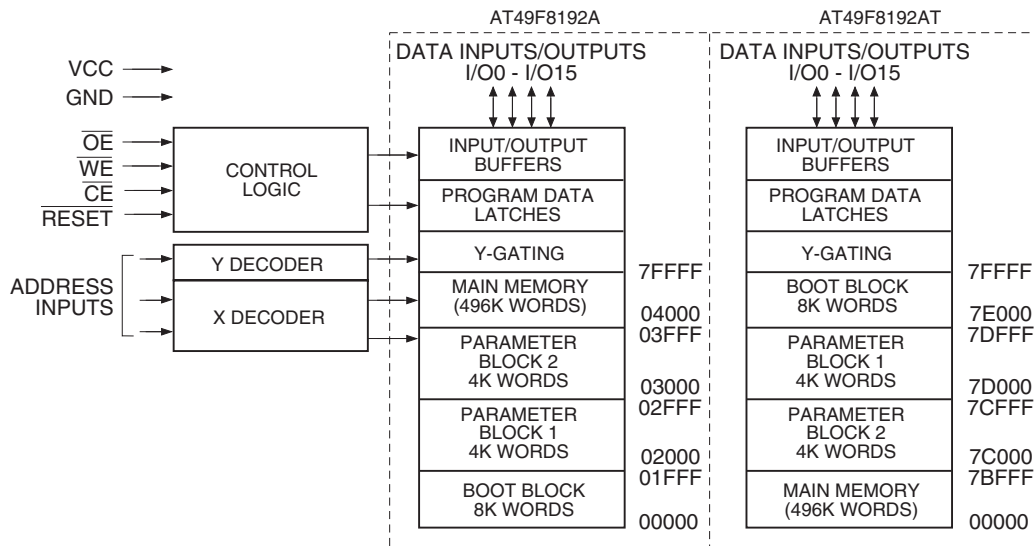 AT49F8192A
AT49F8192AT
DATA INPUTS/OUTPUTS
I/O0 - I/O15
DATA INPUTS/OUTPUTS
I/O0 - I/O15
VCC
GND
OE
WE
CE
RESET
ADDRESS
INPUTS
CONTROL
LOGIC
Y DECODER
X DECODER
INPUT/OUTPUT
BUFFERS
PROGRAM DATA
LATCHES
Y-GATING
MAIN MEMORY
(496K WORDS)
PARAMETER
BLOCK 2
4K WORDS
PARAMETER
BLOCK 1
4K WORDS
BOOT BLOCK
8K WORDS
7FFFF
04000
03FFF
03000
02FFF
02000
01FFF
00000
INPUT/OUTPUT
BUFFERS
PROGRAM DATA
LATCHES
Y-GATING
BOOT BLOCK
8K WORDS
PARAMETER
BLOCK 1
4K WORDS
PARAMETER
BLOCK 2
4K WORDS
MAIN MEMORY
(496K WORDS)
7FFFF
7E000
7DFFF
7D000
7CFFF
7C000
7BFFF
00000